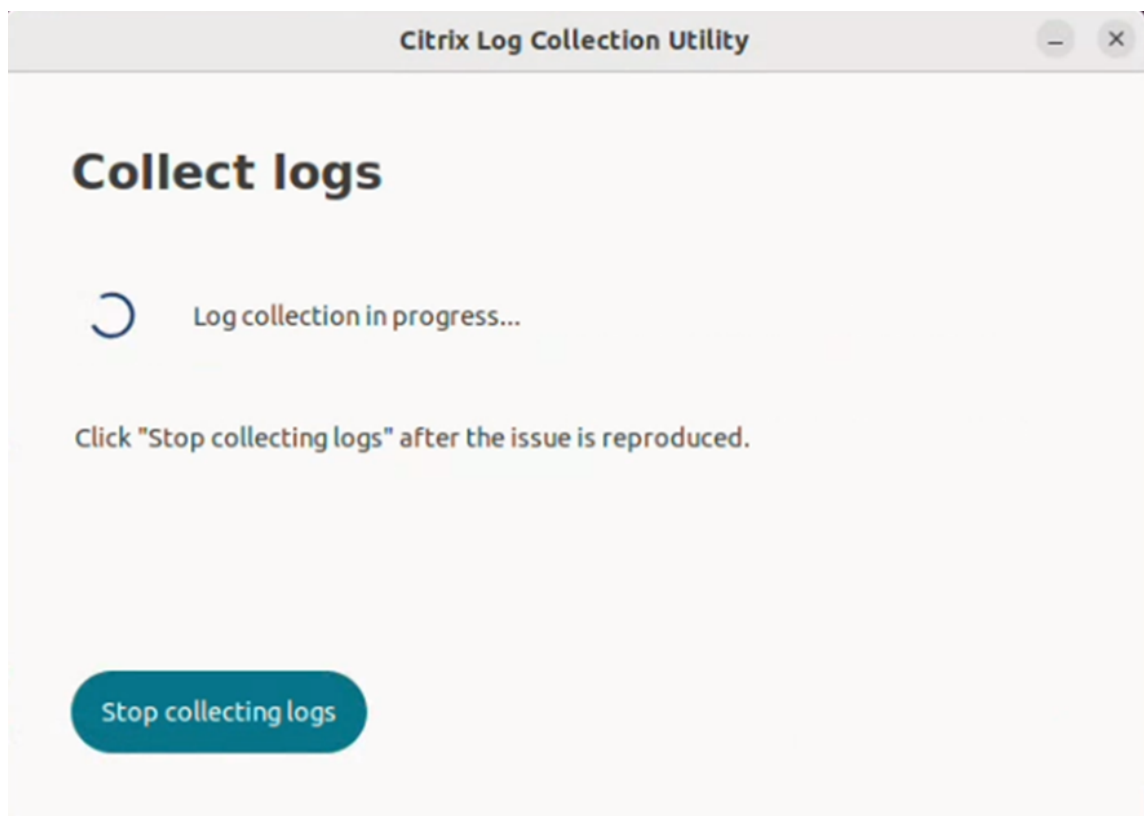 Citrix Log Collection Utility
Collect logs
Log collection in progress...
Click "Stop collecting logs" after the issue is reproduced.
Stop collecting logs